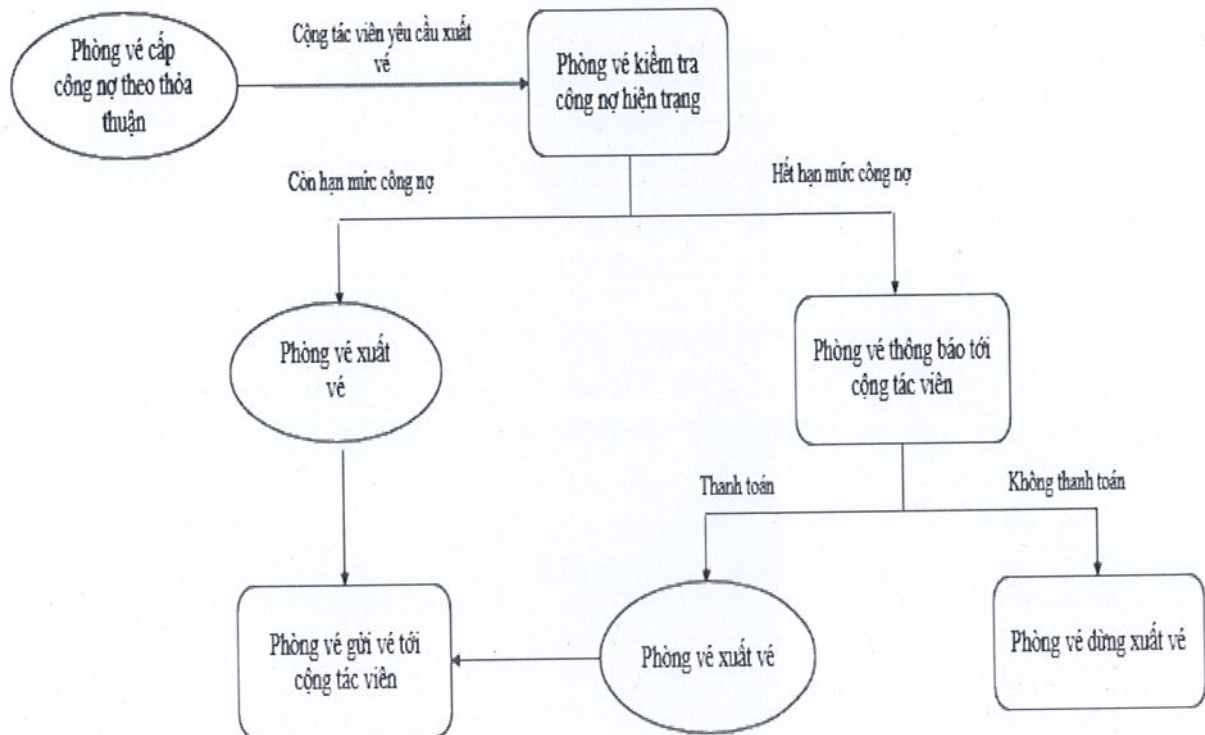 Phòng vé cấp
công nợ theo thỏa
thuận
Cộng tác viên yêu cầu xuất
vé
Phòng vé kiểm tra
công nợ hiện trạng
Còn hạn mức công nợ
Hết hạn mức công nợ
Phòng vé xuất
vé
Phòng vé thông báo tới
cộng tác viên
Thanh toán
Không thanh toán
Phòng vé gửi vé tới
cộng tác viên
Phòng vé xuất vé
Phòng vé dừng xuất vé